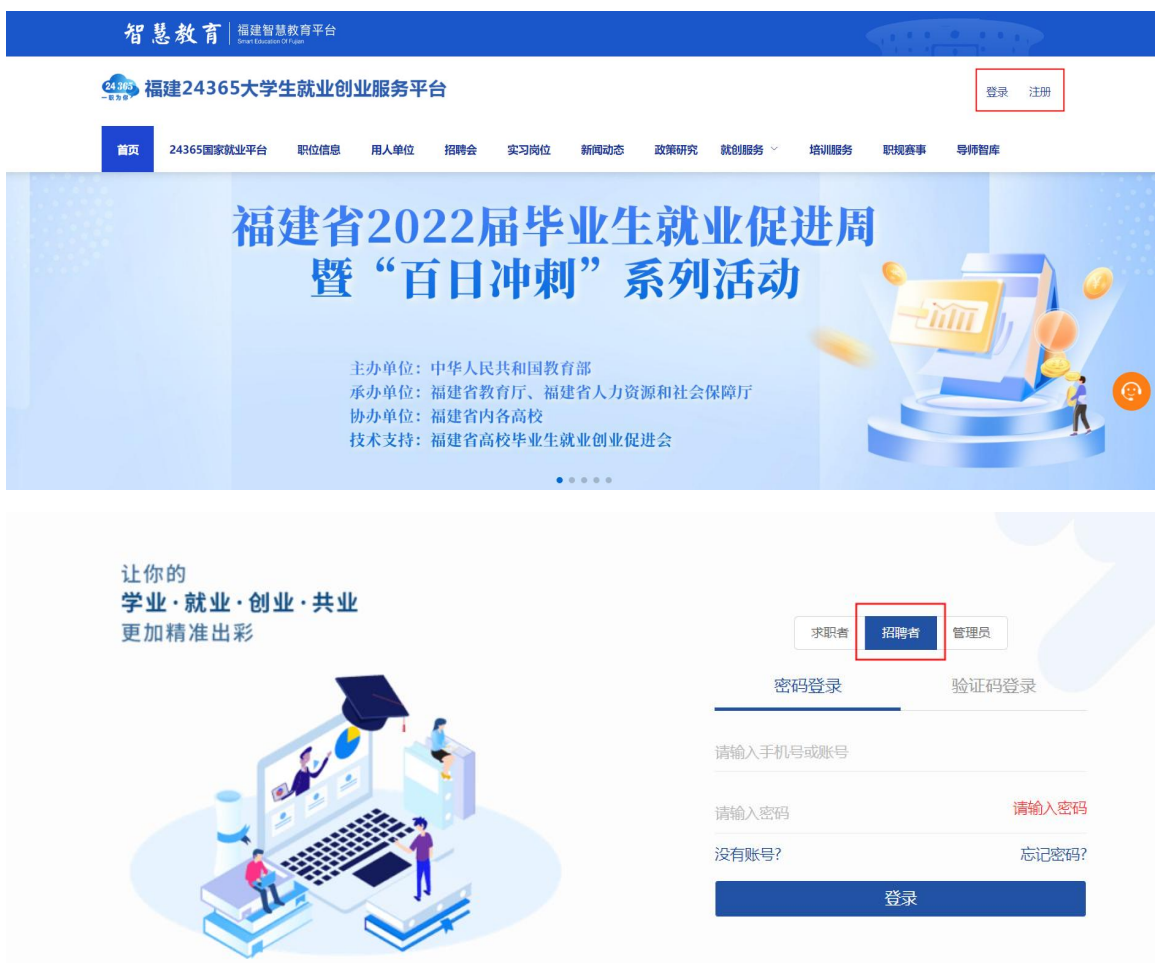 智慧教育 福建智慧教育平台
Smart Education Of Fujian
24365 福建24365大学生就业创业服务平台
一职为你
登录 注册
首页 24365国家就业平台 职位信息 用人单位 招聘会 实习岗位 新闻动态 政策研究 就创服务 培训服务 职规赛事 导师智库
福建省2022届毕业生就业促进周
暨“百日冲刺”系列活动
主办单位：中华人民共和国教育部
承办单位：福建省教育厅、福建省人力资源和社会保障厅
协办单位：福建省内各高校
技术支持：福建省高校毕业生就业创业促进会
让你的
学业·就业·创业·共业
更加精准出彩
求职者 招聘者 管理员
密码登录 验证码登录
请输入手机号或账号
请输入密码 请输入密码
没有账号? 忘记密码?
登录